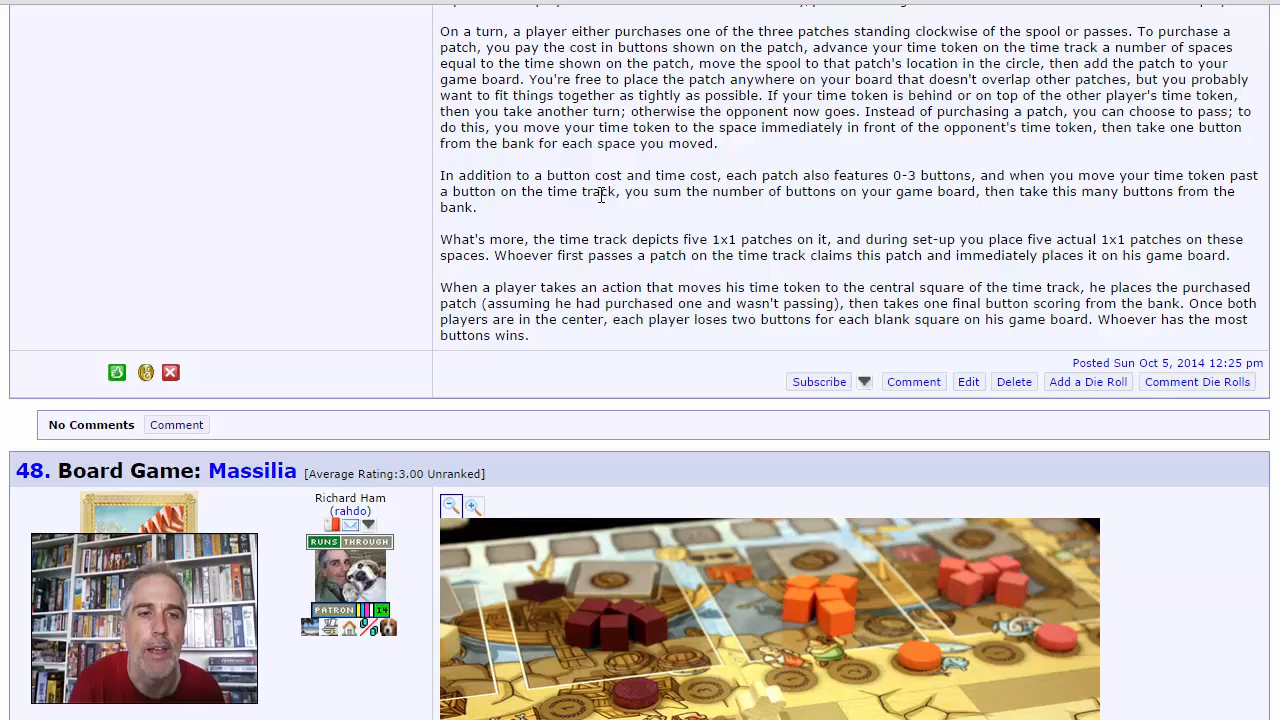 On a turn, a player either purchases one of the three patches standing clockwise of the spool or passes. To purchase a
patch, you pay the cost in buttons shown on the patch, advance your time token on the time track a number of spaces
equal to the time shown on the patch, move the spool to that patch's location in the circle, then add the patch to your
game board. You're free to place the patch anywhere on your board that doesn't overlap other patches, but you probably
want to fit things together as tightly as possible. If your time token is behind or on top of the other player's time token,
then you take another turn; otherwise the opponent now goes. Instead of purchasing a patch, you can choose to pass; to
do this, you move your time token to the space immediately in front of the opponent's time token, then take one button
from the bank for each space you moved.
In addition to a button cost and time cost, each patch also features 0-3 buttons, and when you move your time token past
a button on the time track, you sum the number of buttons on your game board, then take this many buttons from the
bank.
What's more, the time track depicts five 1x1 patches on it, and during set-up you place five actual 1x1 patches on these
spaces. Whoever first passes a patch on the time track claims this patch and immediately places it on his game board.
When a player takes an action that moves his time token to the central square of the time track, he places the purchased
patch (assuming he had purchased one and wasn't passing), then takes one final button scoring from the bank. Once both
players are in the center, each player loses two buttons for each blank square on his game board. Whoever has the most
buttons wins.
Posted Sun Oct 5, 2014 12:25 pm
Subscribe Comment Edit Delete Add a Die Roll Comment Die Rolls
No Comments Comment
48. Board Game: Massilia [Average Rating:3.00 Unranked]
Richard Ham
(rahdo)
RUNS THROUGH
PATRON 14